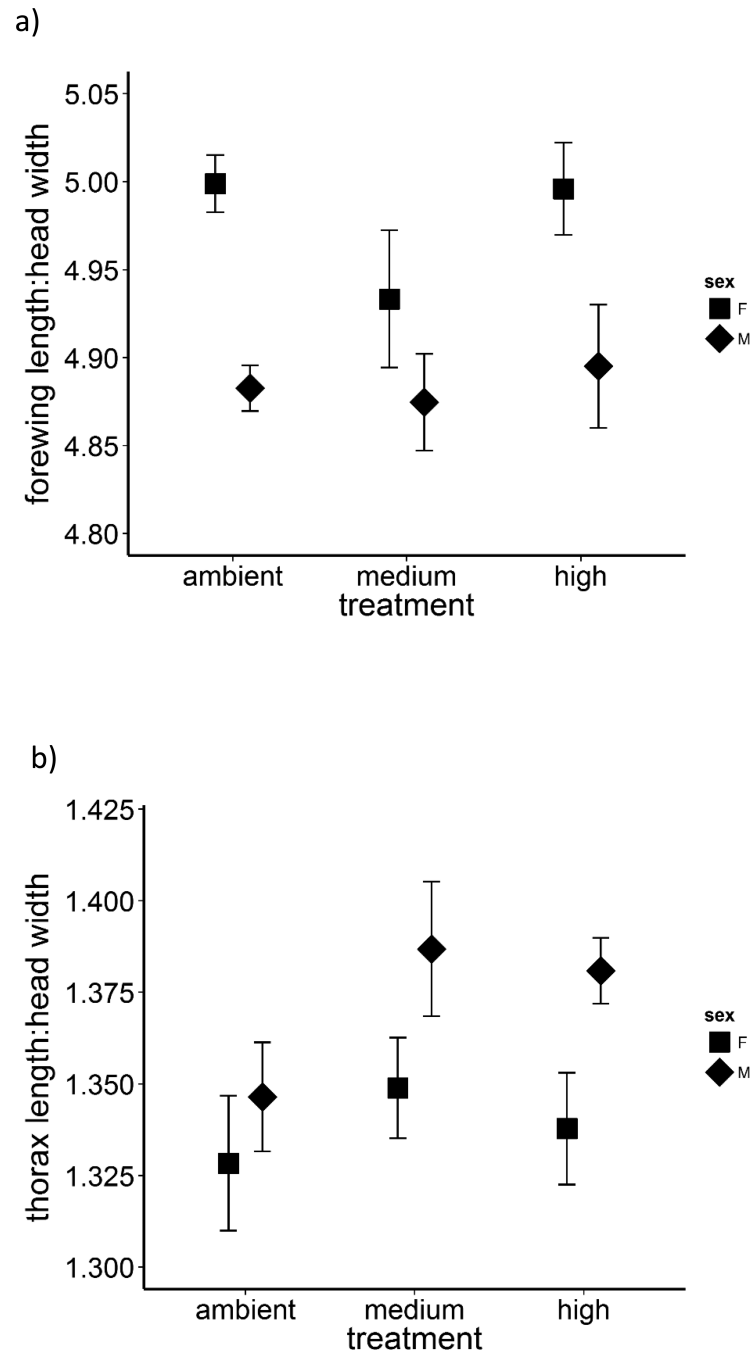 a)
forewing length:head width
5.05
5.00
4.95
4.90
4.85
4.80
ambient medium high
treatment
sex
F
M
b)
thorax length:head width
1.425
1.400
1.375
1.350
1.325
1.300
ambient medium high
treatment
sex
F
M